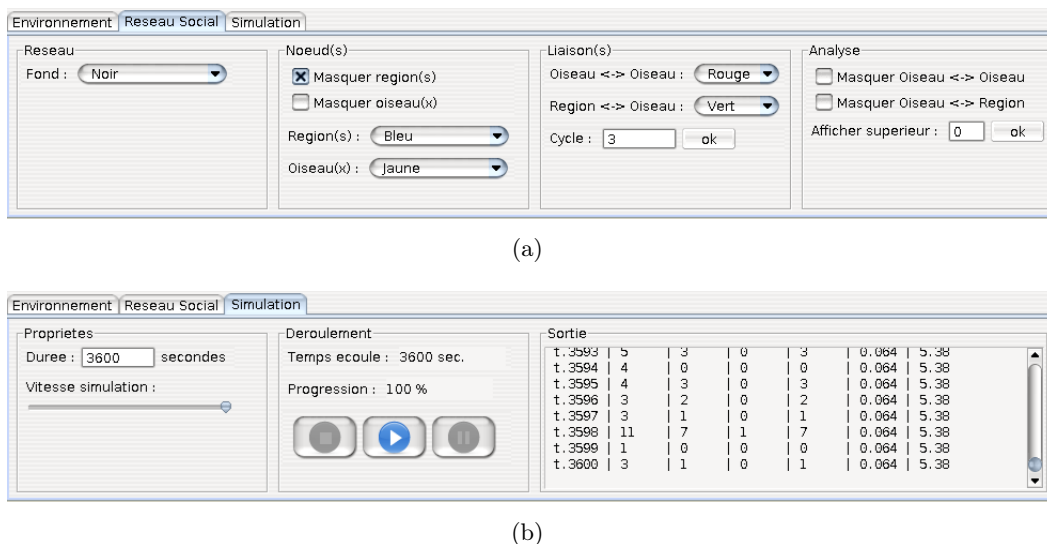 Environnement Reseau Social Simulation
Reseau
Fond : Noir
Noeud(s)
Masquer region(s)
Masquer oiseau(x)
Region(s) : Bleu
Oiseau(x) : Jaune
Liaison(s)
Oiseau <-> Oiseau : Rouge
Region <-> Oiseau : Vert
Cycle : 3 ok
Analyse
Masquer Oiseau <-> Oiseau
Masquer Oiseau <-> Region
Afficher superieur : 0 ok
(a)
Environnement Reseau Social Simulation
Proprietes
Duree : 3600 secondes
Vitesse simulation :
Deroulement
Temps ecoule : 3600 sec.
Progression : 100 %
Sortie
t.3593 | 5 | 3 | 0 | 3 | 0.064 | 5.38
t.3594 | 4 | 0 | 0 | 0 | 0.064 | 5.38
t.3595 | 4 | 3 | 0 | 3 | 0.064 | 5.38
t.3596 | 3 | 2 | 0 | 2 | 0.064 | 5.38
t.3597 | 3 | 1 | 0 | 1 | 0.064 | 5.38
t.3598 | 11 | 7 | 1 | 7 | 0.064 | 5.38
t.3599 | 1 | 0 | 0 | 0 | 0.064 | 5.38
t.3600 | 3 | 1 | 0 | 1 | 0.064 | 5.38
(b)